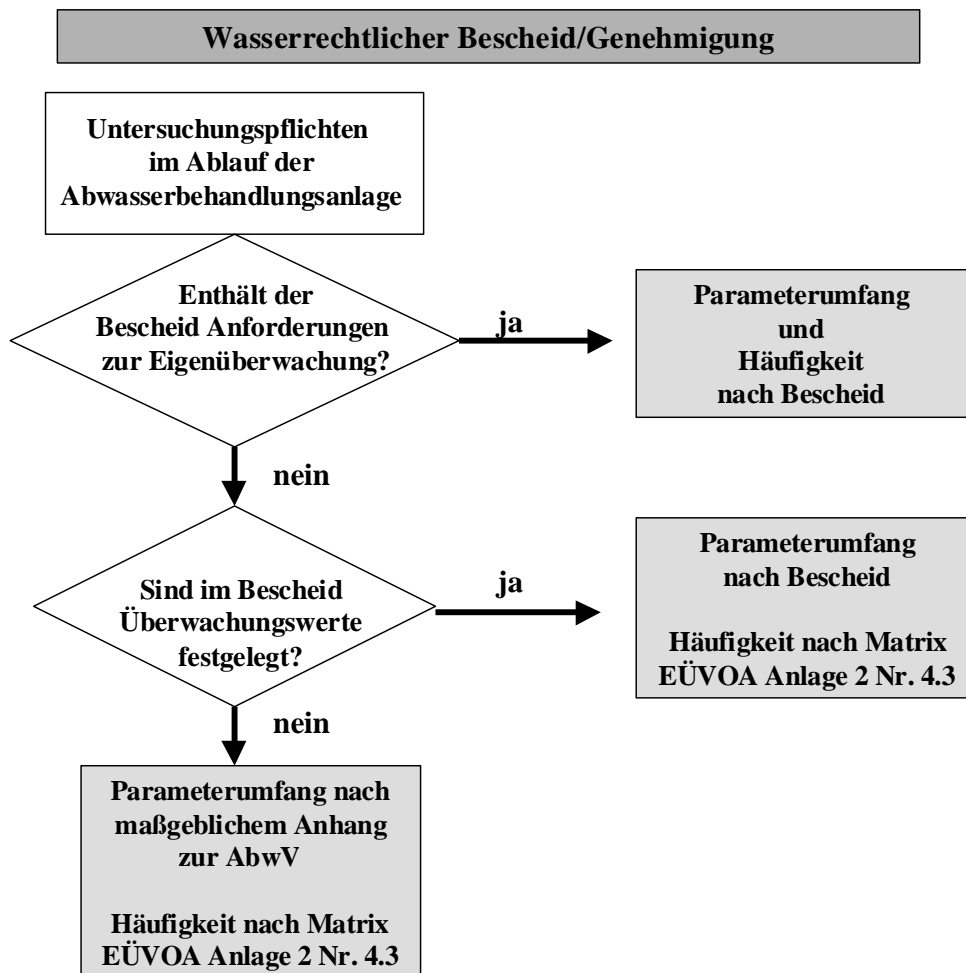 Wasserrechtlicher Bescheid/Genehmigung
Untersuchungspflichten
im Ablauf der
Abwasserbehandlungsanlage
Enthält der
Bescheid Anforderungen
zur Eigenüberwachung?
ja
Parameterumfang
und
Häufigkeit
nach Bescheid
nein
Sind im Bescheid
Überwachungswerte
festgelegt?
ja
Parameterumfang
nach Bescheid
Häufigkeit nach Matrix
EÜVOA Anlage 2 Nr. 4.3
nein
Parameterumfang nach
maßgeblichem Anhang
zur AbwV
Häufigkeit nach Matrix
EÜVOA Anlage 2 Nr. 4.3